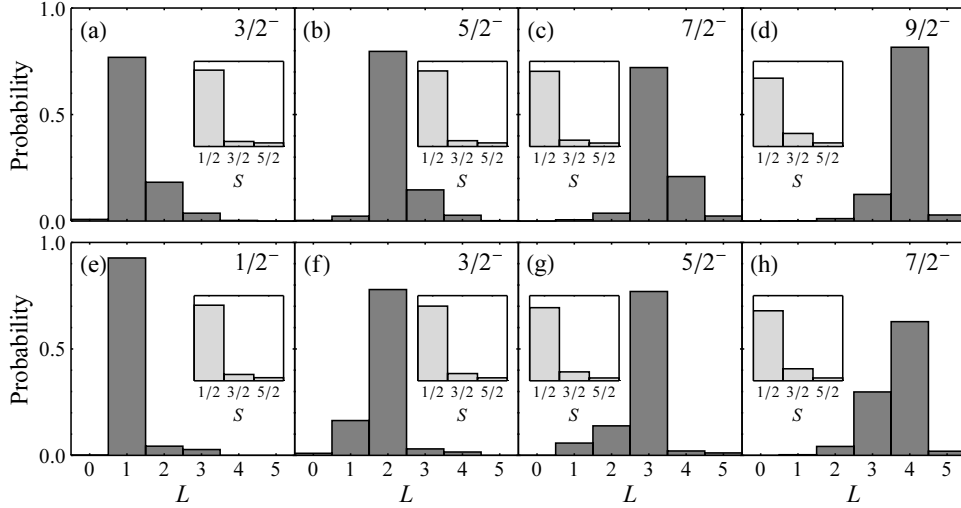 1.0 (a) 3/2⁻ (b) 5/2⁻ (c) 7/2⁻ (d) 9/2⁻
Probability
0.5
1/2 3/2 5/2 1/2 3/2 5/2 1/2 3/2 5/2 1/2 3/2 5/2
S S S S
0.0
1.0 (e) 1/2⁻ (f) 3/2⁻ (g) 5/2⁻ (h) 7/2⁻
Probability
0.5
1/2 3/2 5/2 1/2 3/2 5/2 1/2 3/2 5/2 1/2 3/2 5/2
S S S S
0.0
0 1 2 3 4 5 0 1 2 3 4 5 0 1 2 3 4 5 0 1 2 3 4 5
L L L L